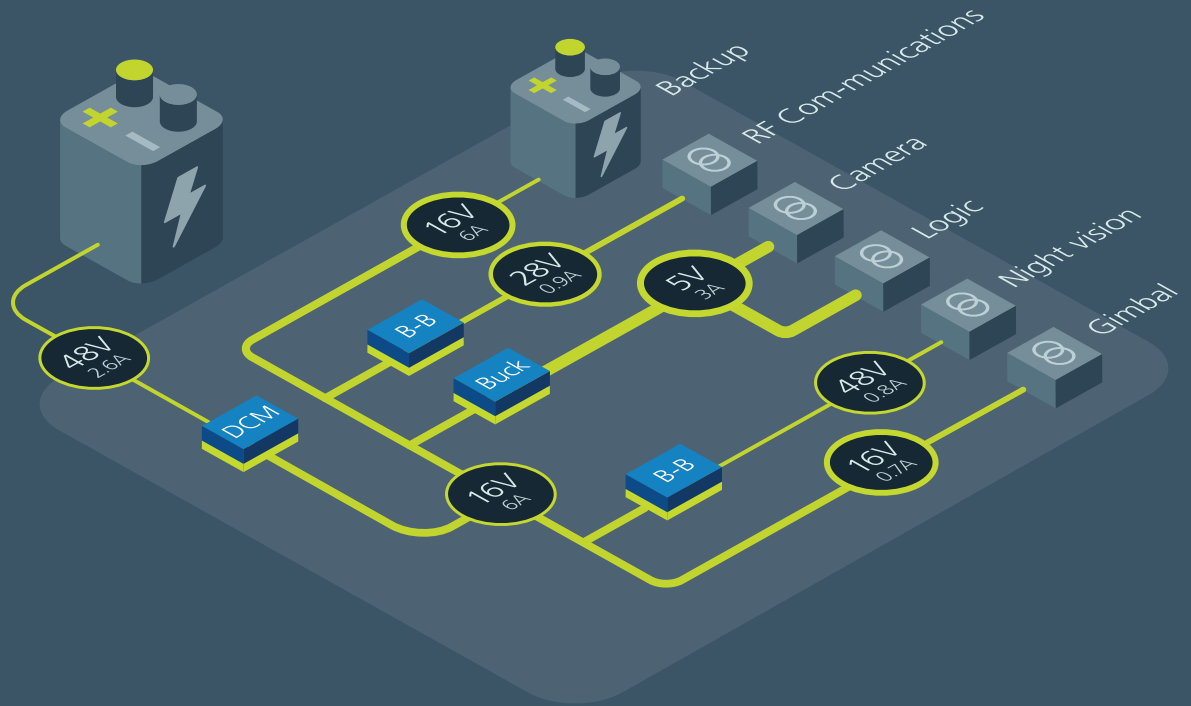 Backup
RF Com-munications
Camera
Logic
Night vision
Gimbal
16V
6A
28V
0.9A
5V
3A
B-B
Buck
48V
2.6A
DCM
48V
0.8A
16V
0.7A
B-B
16V
6A